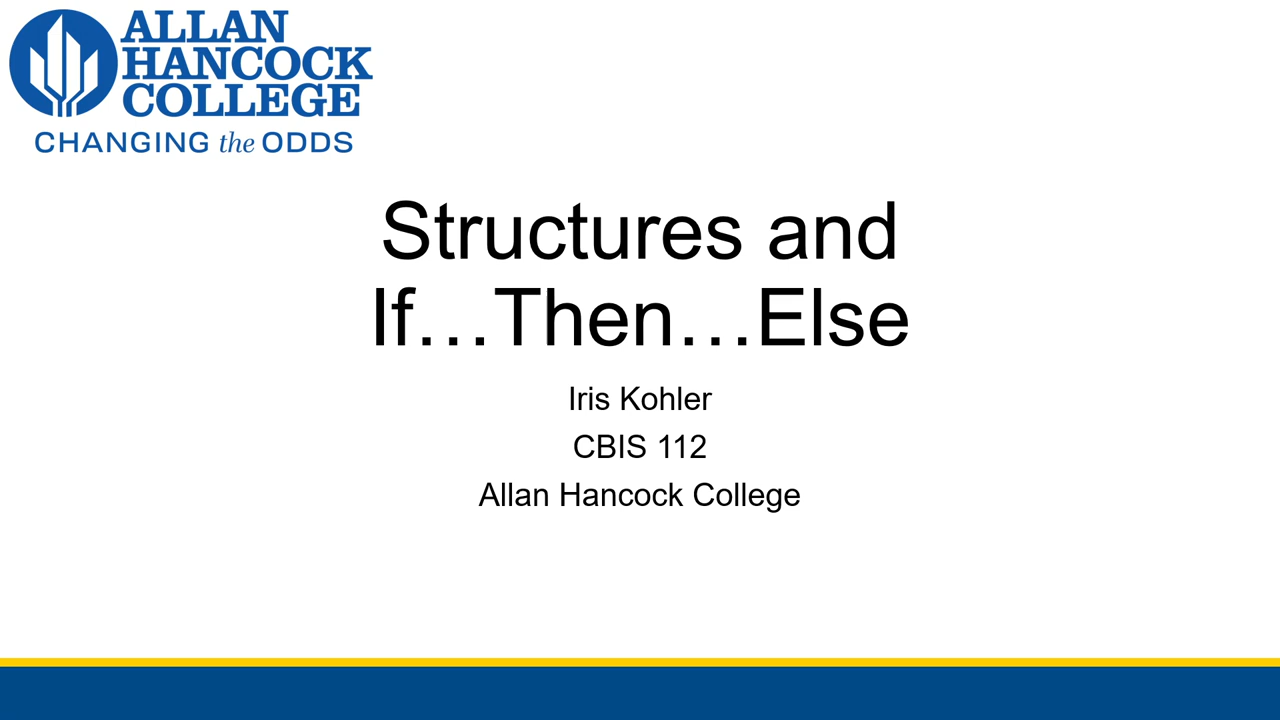 ALLAN
HANCOCK
COLLEGE
CHANGING the ODDS
Structures and
If…Then…Else
Iris Kohler
CBIS 112
Allan Hancock College